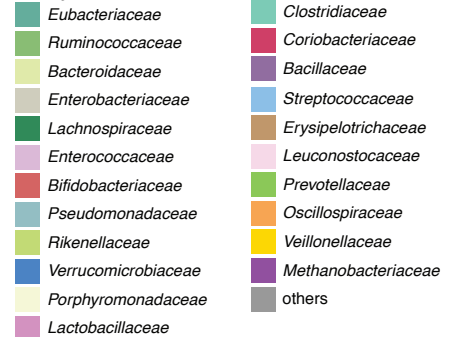 Eubacteriaceae
Ruminococcaceae
Bacteroidaceae
Enterobacteriaceae
Lachnospiraceae
Enterococcaceae
Bifidobacteriaceae
Pseudomonadaceae
Rikenellaceae
Verrucomicrobiaceae
Porphyromonadaceae
Lactobacillaceae
Clostridiaceae
Coriobacteriaceae
Bacillaceae
Streptococcaceae
Erysipelotrichaceae
Leuconostocaceae
Prevotellaceae
Oscillospiraceae
Veillonellaceae
Methanobacteriaceae
others